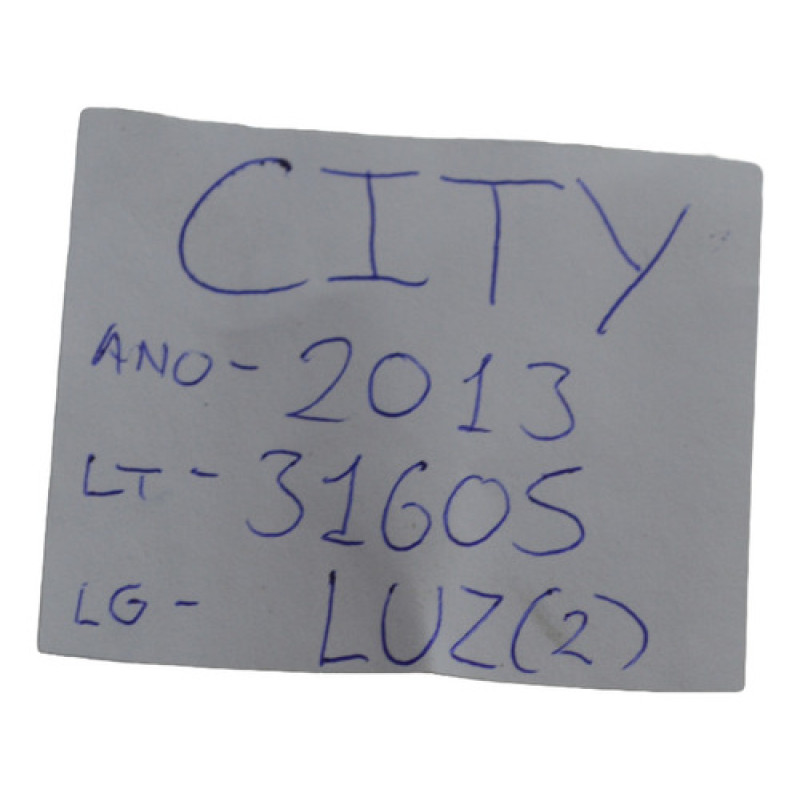 CITY
ANO - 2013
LT - 31605
LG - LUZ(2)